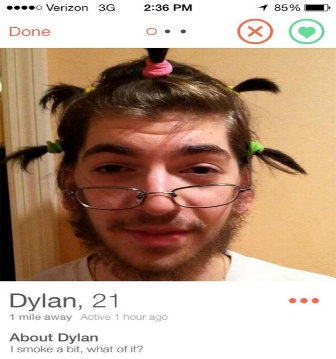 Verizon 3G 2:36 PM 85%
Done
Dylan, 21
1 mile away Active 1 hour ago
About Dylan
I smoke a bit, what of it?